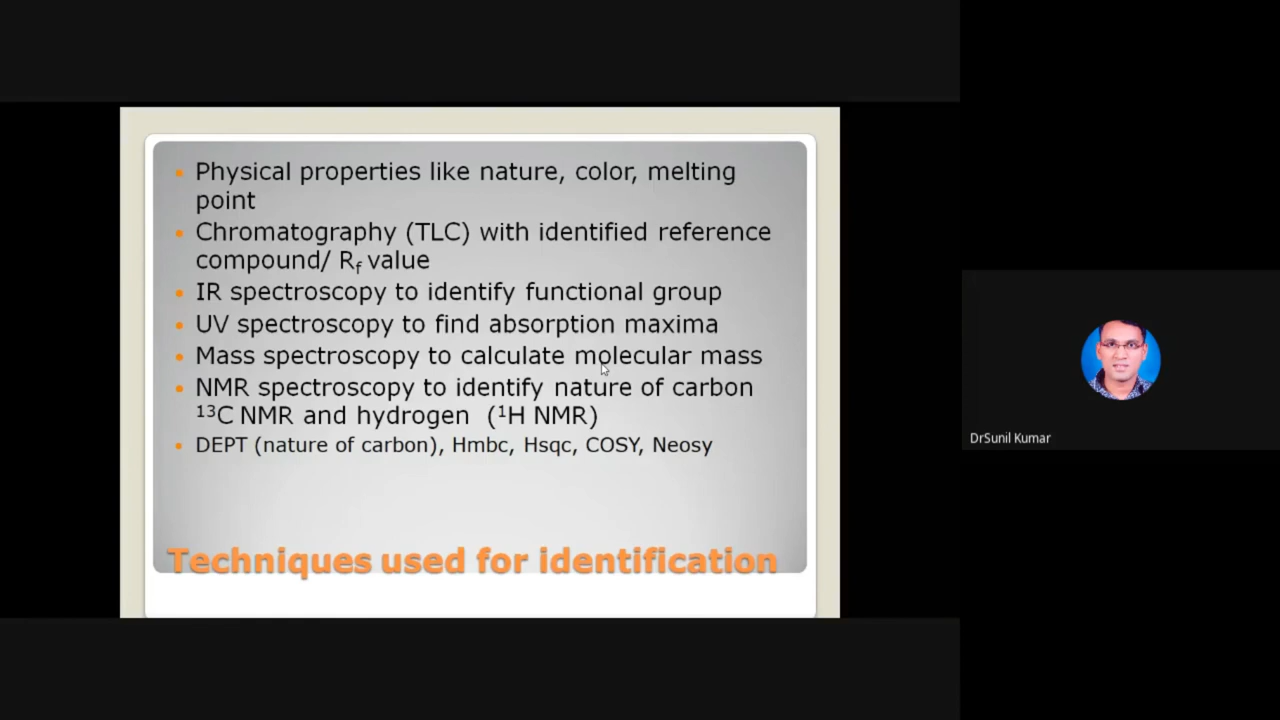 Physical properties like nature, color, melting
point
Chromatography (TLC) with identified reference
compound/ Rf value
IR spectroscopy to identify functional group
UV spectroscopy to find absorption maxima
Mass spectroscopy to calculate molecular mass
NMR spectroscopy to identify nature of carbon
¹³C NMR and hydrogen (¹H NMR)
DEPT (nature of carbon), Hmbc, Hsqc, COSY, Neosy
Techniques used for identification
DrSunil Kumar